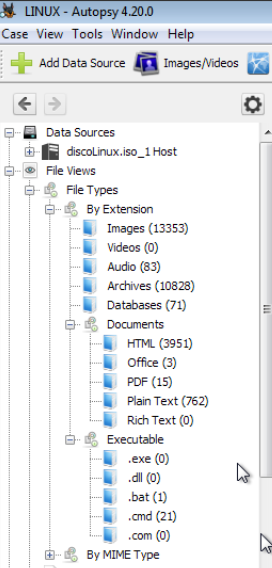 LINUX - Autopsy 4.20.0
Case View Tools Window Help
Add Data Source Images/Videos
Data Sources
discoLinux.iso_1 Host
File Views
File Types
By Extension
Images (13353)
Videos (0)
Audio (83)
Archives (10828)
Databases (71)
Documents
HTML (3951)
Office (3)
PDF (15)
Plain Text (762)
Rich Text (0)
Executable
.exe (0)
.dll (0)
.bat (1)
.cmd (21)
.com (0)
By MIME Type